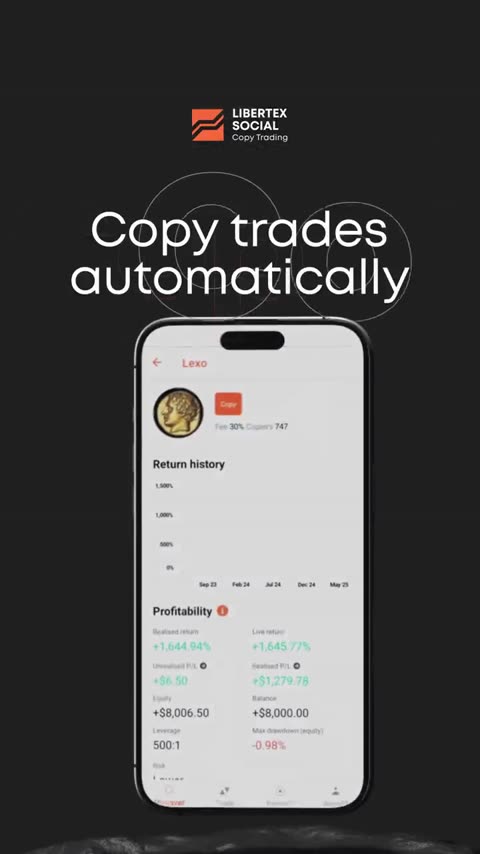 LIBERTEX
SOCIAL
Copy Trading
Copy trades
automatically
Lexo
Copy
Fee 30% Copiers 747
Return history
1,500%
1,000%
500%
0%
Sep 23 Feb 24 Jul 24 Dec 24 May 25
Profitability
Realised return Live return
+1,644.94% +1,645.77%
Unrealised P/L Realised P/L
+$6.50 +$1,279.78
Equity Balance
+$8,006.50 +$8,000.00
Leverage Max drawdown (equity)
500:1 -0.98%
Risk